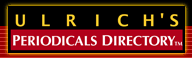 ULRICH'S
PERIODICALS DIRECTORY™